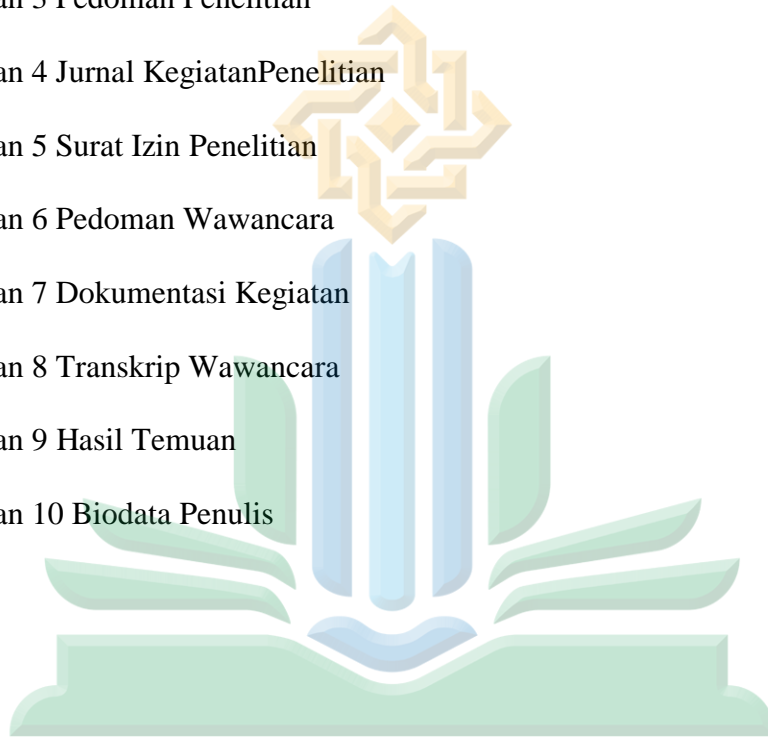 an 3 Pedoman Penelitian
an 4 Jurnal KegiatanPenelitian
an 5 Surat Izin Penelitian
an 6 Pedoman Wawancara
an 7 Dokumentasi Kegiatan
an 8 Transkrip Wawancara
an 9 Hasil Temuan
an 10 Biodata Penulis